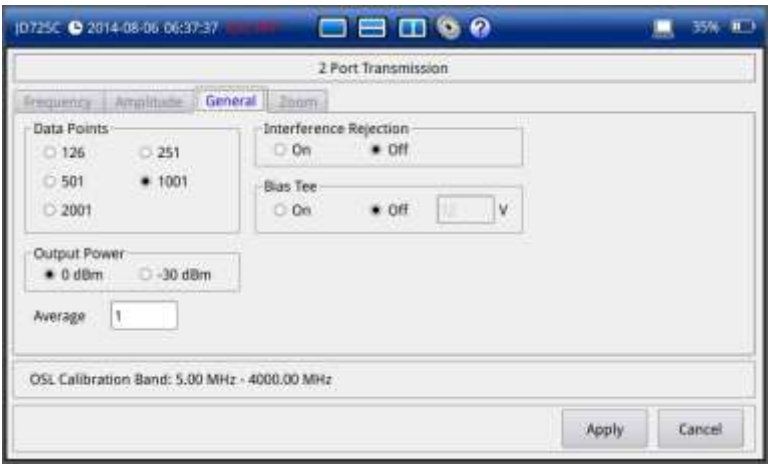 JD725C 2014-08-06 06:37:37 35%
2 Port Transmission
Frequency Amplitude General Zoom
Data Points
126 251
501 1001
2001
Interference Rejection
On Off
Bias Tee
On Off 12 V
Output Power
0 dBm -30 dBm
Average 1
OSL Calibration Band: 5.00 MHz - 4000.00 MHz
Apply Cancel